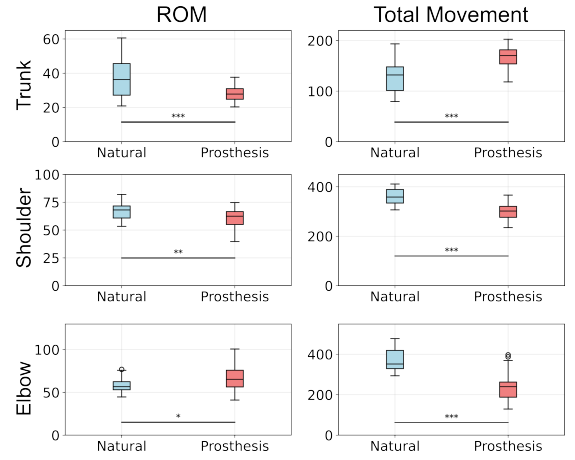 ROM Total Movement
Trunk
60
40
20
0
***
Natural Prosthesis
200
100
0
***
Natural Prosthesis
Shoulder
100
75
50
25
0
**
Natural Prosthesis
400
200
0
***
Natural Prosthesis
Elbow
100
50
0
*
Natural Prosthesis
400
200
0
***
Natural Prosthesis